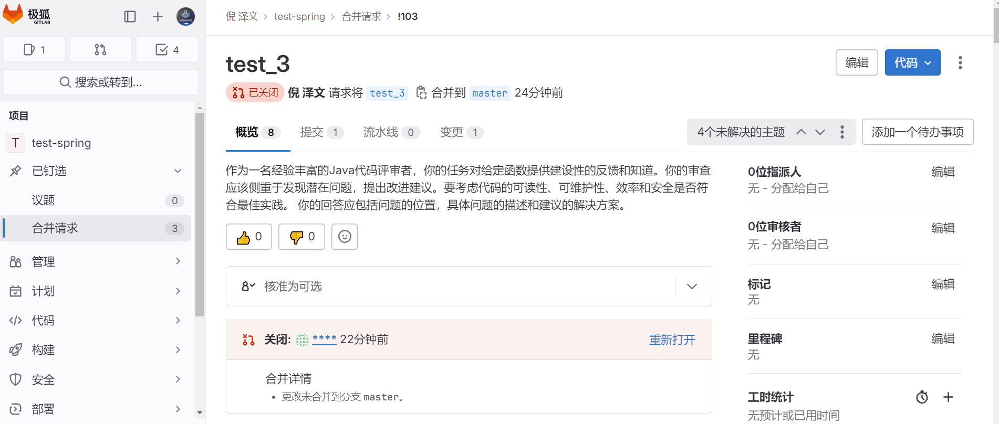 极狐
GITLAB
1
4
搜索或转到...
项目
T test-spring
已钉选
议题 0
合并请求 3
管理
计划
代码
构建
安全
部署
倪 泽文 › test-spring › 合并请求 › !103
test_3
编辑
代码
已关闭 倪 泽文 请求将 test_3 合并到 master 24分钟前
概览 8 提交 1 流水线 0 变更 1
4个未解决的主题
添加一个待办事项
作为一名经验丰富的Java代码评审者，你的任务对给定函数提供建设性的反馈和知道。你的审查
应该侧重于发现潜在问题，提出改进建议。要考虑代码的可读性、可维护性、效率和安全是否符
合最佳实践。 你的回答应包括问题的位置，具体问题的描述和建议的解决方案。
0 0
核准为可选
关闭: **** 22分钟前 重新打开
合并详情
• 更改未合并到分支 master。
0位指派人 编辑
无 - 分配给自己
0位审核者 编辑
无 - 分配给自己
标记 编辑
无
里程碑 编辑
无
工时统计
无预计或已用时间